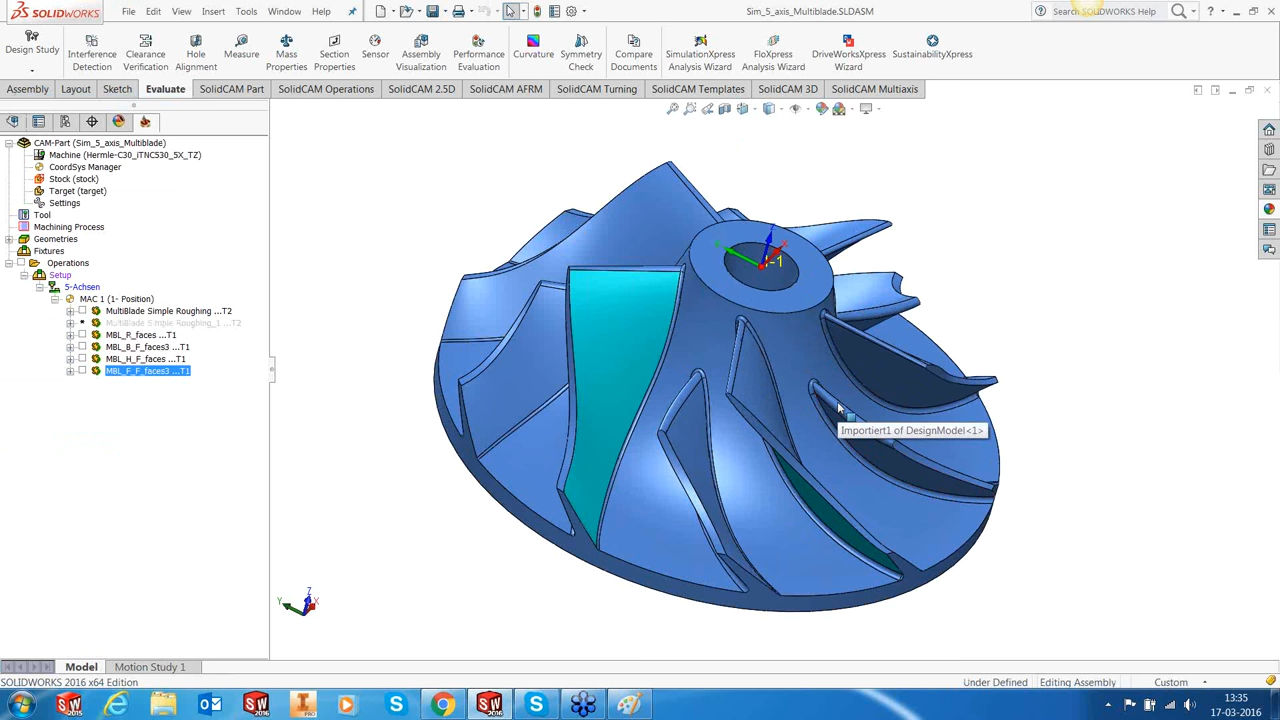 SOLIDWORKS
File Edit View Insert Tools Window Help
Sim_5_axis_Multiblade.SLDASM
Search SOLIDWORKS Help
Design Study
Interference Detection
Clearance Verification
Hole Alignment
Measure
Mass Properties
Section Properties
Sensor
Assembly Visualization
Performance Evaluation
Curvature
Symmetry Check
Compare Documents
SimulationXpress Analysis Wizard
FloXpress Analysis Wizard
DriveWorksXpress Wizard
SustainabilityXpress
Assembly Layout Sketch Evaluate SolidCAM Part SolidCAM Operations SolidCAM 2.5D SolidCAM AFRM SolidCAM Turning SolidCAM Templates SolidCAM 3D SolidCAM Multiaxis
CAM-Part (Sim_5_axis_Multiblade)
Machine (Hermle-C30_iTNC530_5X_TZ)
CoordSys Manager
Stock (stock)
Target (target)
Settings
Tool
Machining Process
Geometries
Fixtures
Operations
Setup
5-Achsen
MAC 1 (1- Position)
MultiBlade Simple Roughing ...T2
MultiBlade Simple Roughing_1 ...T2
MBL_R_faces ...T1
MBL_B_F_faces3 ...T1
MBL_H_F_faces ...T1
MBL_F_F_faces3 ...T1
Z
X
-1
Importiert1 of DesignModel<1>
Z
Y X
Model Motion Study 1
SOLIDWORKS 2016 x64 Edition
Under Defined Editing Assembly Custom
13:35
17-03-2016